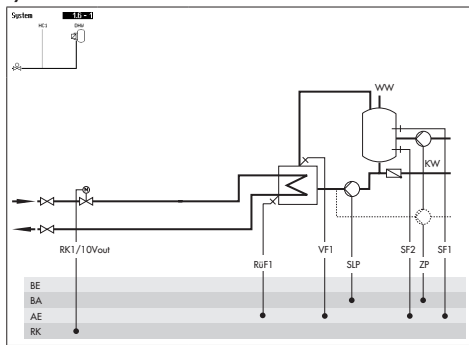 System 1.6 - 1
HC1 DHW
WW
KW
RK1/10Vout
RüF1 VF1 SLP SF2 ZP SF1
BE
BA
AE
RK